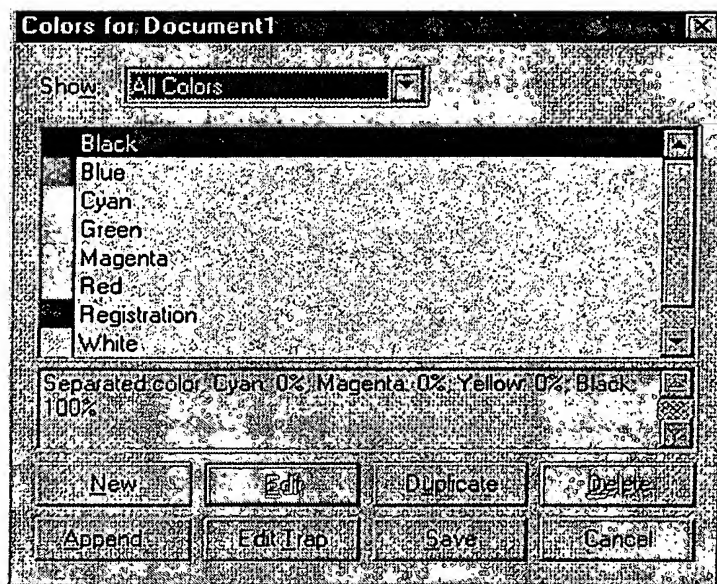 Colors for Document1
Show: All Colors
Black
Blue
Cyan
Green
Magenta
Red
Registration
White
Separated color; Cyan: 0%; Magenta: 0%; Yellow: 0%; Black:
100%
New Edit Duplicate Delete
Append... Edit Trap Save Cancel